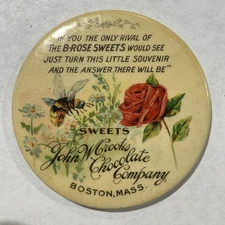 "IF YOU THE ONLY RIVAL OF
THE B-ROSE SWEETS WOULD SEE
JUST TURN THIS LITTLE SOUVENIR
AND THE ANSWER THERE WILL BE"
SWEETS
John W Crooks
Chocolate
Company
BOSTON, MASS.